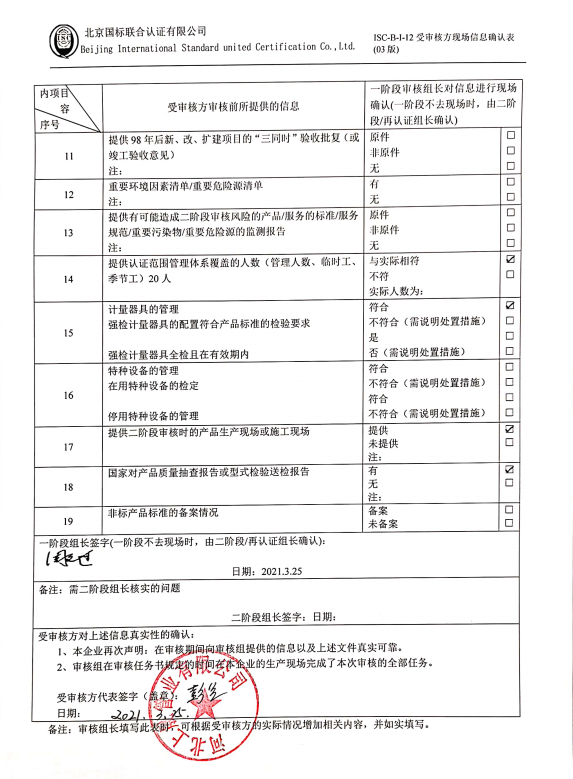 北京国标联合认证有限公司
Beijing International Standard united Certification Co.,Ltd.
ISC-B-I-12 受审核方现场信息确认表
(03 版)
内项目
容
序号
受审核方审核前所提供的信息
一阶段审核组长对信息进行现场
确认(一阶段不去现场时，由二阶
段/再认证组长确认)
11
提供 98 年后新、改、扩建项目的“三同时”验收批复（或
竣工验收意见）
注：
原件 □
非原件 □
无 □
12
重要环境因素清单/重要危险源清单
注：
有 □
无 □
13
提供有可能造成二阶段审核风险的产品/服务的标准/服务
规范/重要污染物/重要危险源的监测报告
注：
原件 □
非原件 □
无 □
14
提供认证范围管理体系覆盖的人数（管理人数、临时工、
季节工）20 人
与实际相符 ☑
不符 □
实际人数为:
15
计量器具的管理
强检计量器具的配置符合产品标准的检验要求
强检计量器具全检且在有效期内
符合 ☑
不符合（需说明处置措施） □
是 □
否（需说明处置措施） □
16
特种设备的管理
在用特种设备的检定
停用特种设备的管理
符合 □
不符合（需说明处置措施） □
符合 □
不符合（需说明处置措施） □
17
提供二阶段审核时的产品生产现场或施工现场
提供 ☑
未提供 □
注:
18
国家对产品质量抽查报告或型式检验送检报告
有 ☑
无 □
注:
19
非标产品标准的备案情况
备案 □
未备案 □
一阶段组长签字(一阶段不去现场时，由二阶段/再认证组长确认):
日期：2021.3.25
备注：需二阶段组长核实的问题
二阶段组长签字：日期:
受审核方对上述信息真实性的确认：
1、本企业再次声明：在审核期间向审核组提供的信息以及上述文件真实可靠。
2、审核组在审核任务书规定的时间在本企业的生产现场完成了本次审核的全部任务。
受审核方代表签字（盖章）：
日期： 2021.3.25.
备注：审核组长填写此表时，可根据受审核方的实际情况增加相关内容，并如实填写。